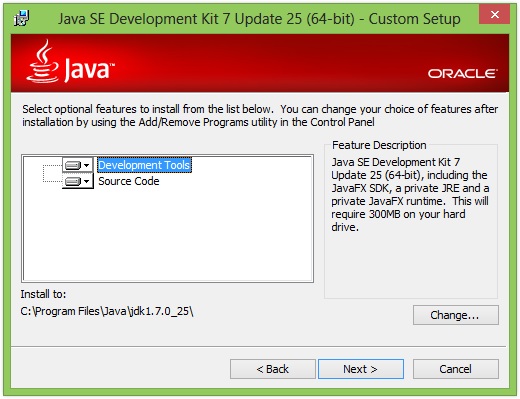 Java SE Development Kit 7 Update 25 (64-bit) - Custom Setup
Java™
ORACLE®
Select optional features to install from the list below.  You can change your choice of features after
installation by using the Add/Remove Programs utility in the Control Panel
Development Tools
Source Code
Feature Description
Java SE Development Kit 7
Update 25 (64-bit), including the
JavaFX SDK, a private JRE and a
private JavaFX runtime.  This will
require 300MB on your hard
drive.
Install to:
C:\Program Files\Java\jdk1.7.0_25\
Change...
< Back
Next >
Cancel